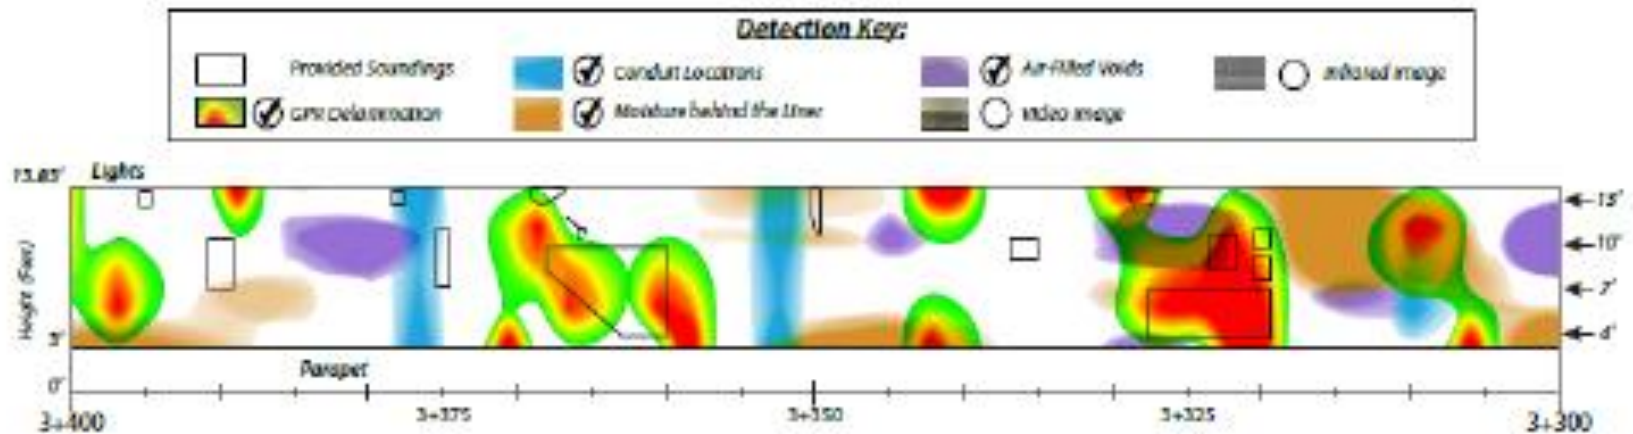 Detection Key:
Provided Soundings
Conduit Locations
Air-Filled Voids
Infrared Image
GPR Delamination
Moisture behind the Liner
Video Image
15.85'
Lights
15'
10'
7'
4'
Height (Feet)
Parapet
0'
3+400
3+375
3+350
3+325
3+300